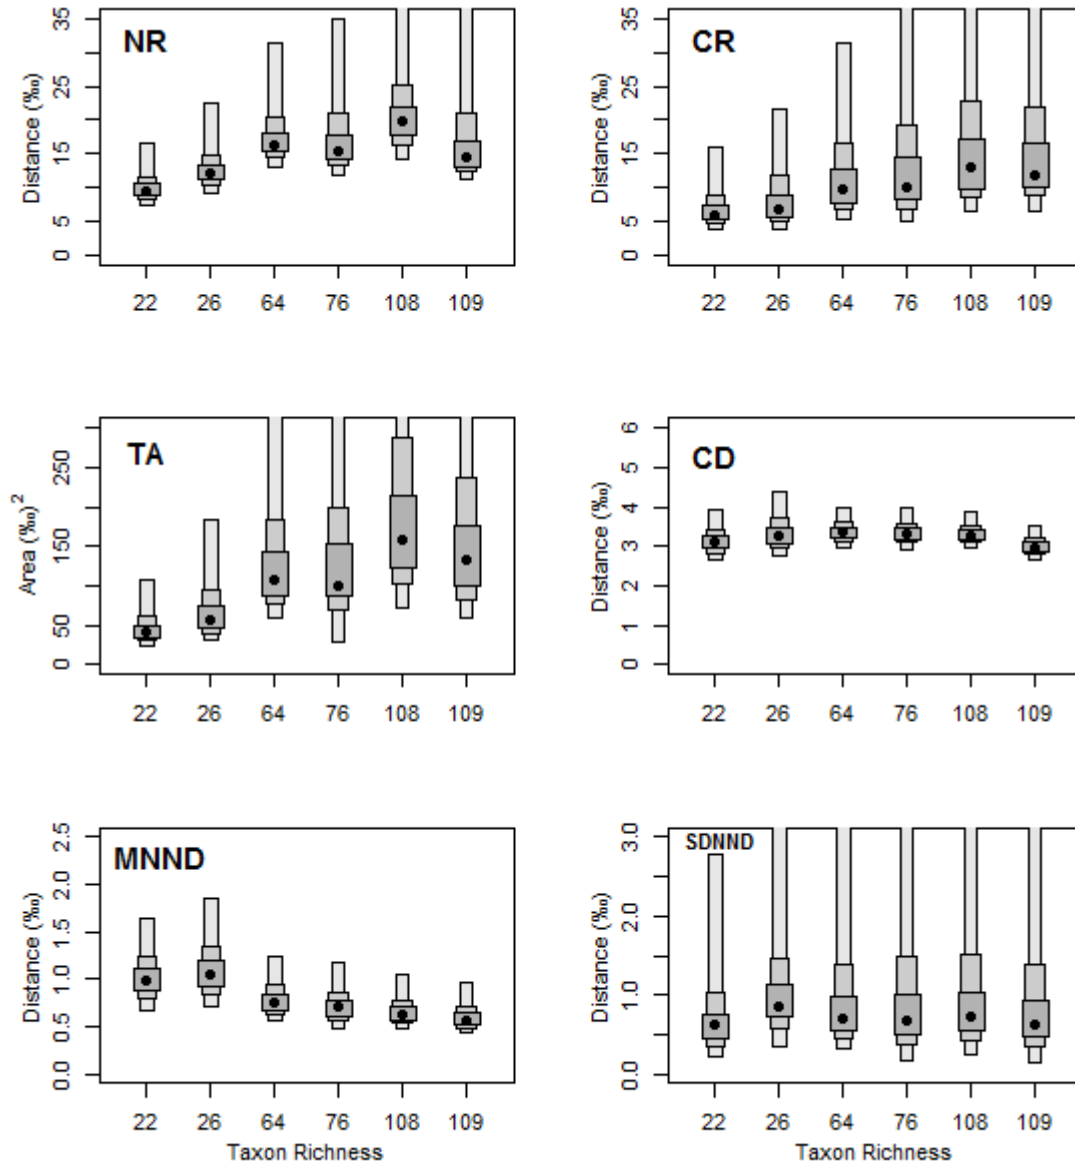 NR
Distance (‰)
35
25
15
5
0
22 26 64 76 108 109
CR
Distance (‰)
35
25
15
5
0
22 26 64 76 108 109
TA
Area (‰)²
250
150
50
0
22 26 64 76 108 109
CD
Distance (‰)
6
5
4
3
2
1
0
22 26 64 76 108 109
MNND
Distance (‰)
2.5
2.0
1.5
1.0
0.5
0.0
22 26 64 76 108 109
Taxon Richness
SDNND
Distance (‰)
3.0
2.0
1.0
0.0
22 26 64 76 108 109
Taxon Richness